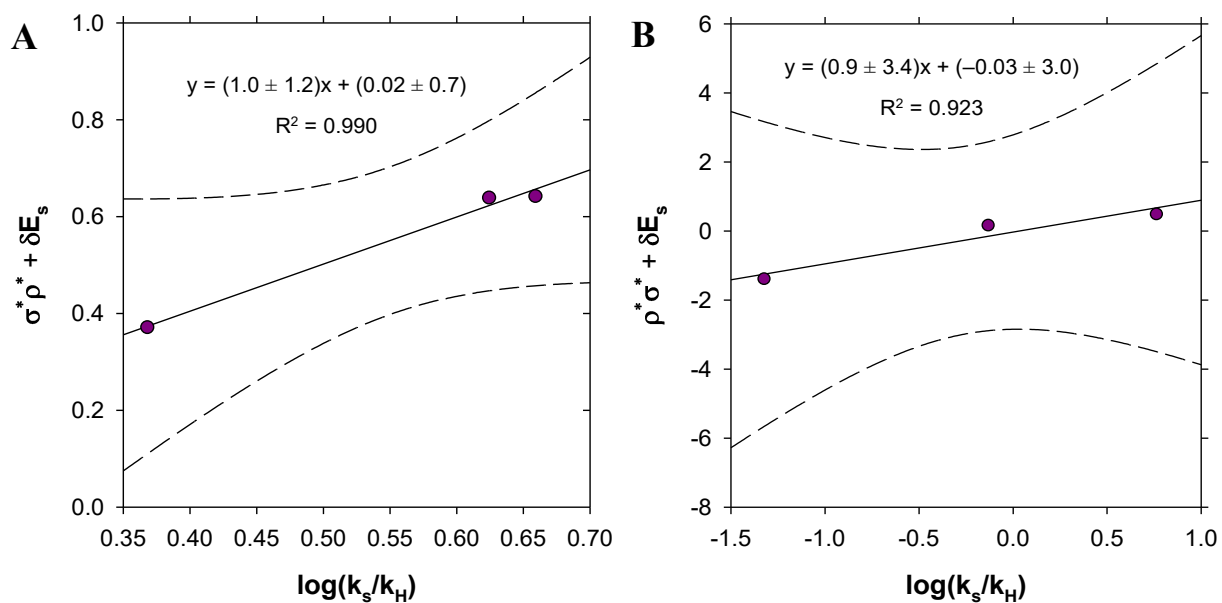 A
y = (1.0 ± 1.2)x + (0.02 ± 0.7)
R² = 0.990
σ*ρ* + δEₛ
1.0
0.8
0.6
0.4
0.2
0.0
0.35 0.40 0.45 0.50 0.55 0.60 0.65 0.70
log(kₛ/k_H)
B
y = (0.9 ± 3.4)x + (–0.03 ± 3.0)
R² = 0.923
ρ*σ* + δEₛ
6
4
2
0
-2
-4
-6
-8
-1.5 -1.0 -0.5 0.0 0.5 1.0
log(kₛ/k_H)